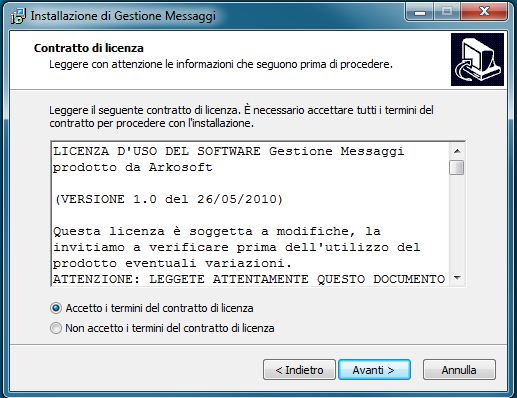 Installazione di Gestione Messaggi
Contratto di licenza
Leggere con attenzione le informazioni che seguono prima di procedere.
Leggere il seguente contratto di licenza. È necessario accettare tutti i termini del
contratto per procedere con l'installazione.
LICENZA D'USO DEL SOFTWARE Gestione Messaggi
prodotto da Arkosoft
(VERSIONE 1.0 del 26/05/2010)
Questa licenza è soggetta a modifiche, la
invitiamo a verificare prima dell'utilizzo del
prodotto eventuali variazioni.
ATTENZIONE: LEGGETE ATTENTAMENTE QUESTO DOCUMENTO
Accetto i termini del contratto di licenza
Non accetto i termini del contratto di licenza
< Indietro
Avanti >
Annulla